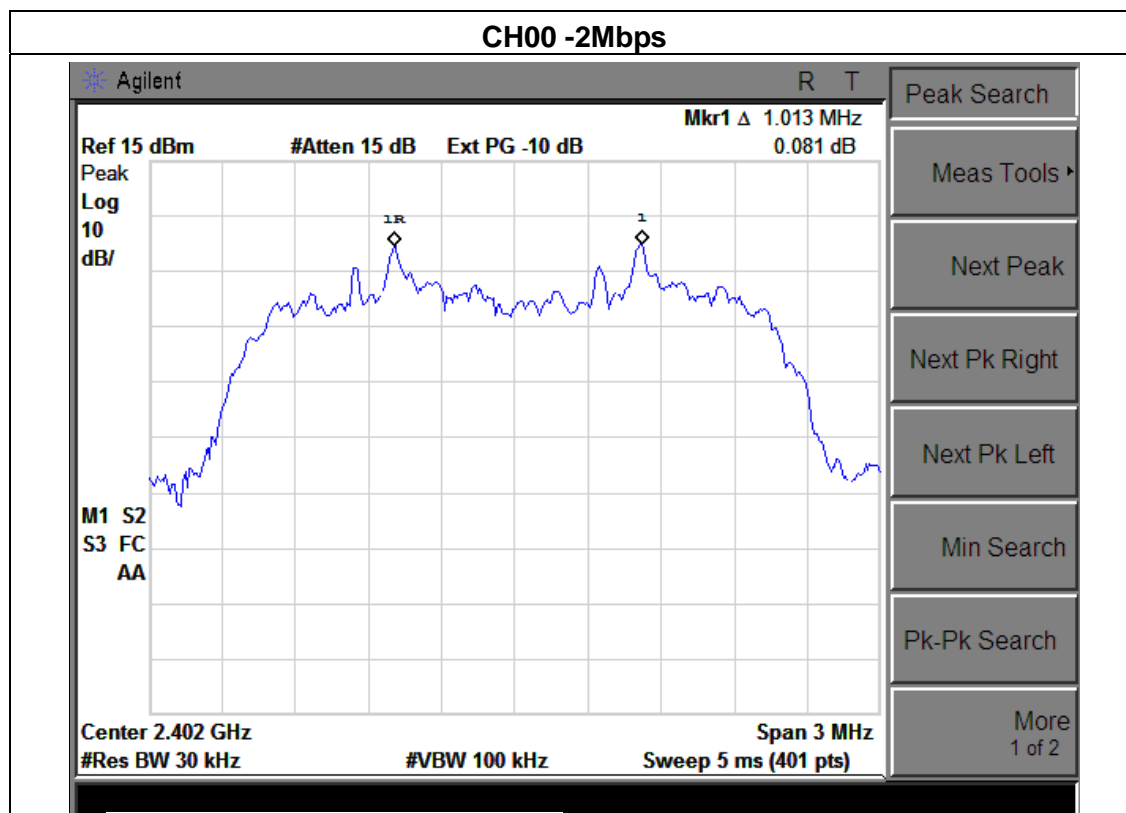 CH00 -2Mbps
Agilent R T
Peak Search
Mkr1 Δ 1.013 MHz
Ref 15 dBm #Atten 15 dB Ext PG -10 dB 0.081 dB
Peak
Log
10
dB/
1R
1
Meas Tools
Next Peak
Next Pk Right
Next Pk Left
M1 S2
S3 FC
AA
Min Search
Pk-Pk Search
Center 2.402 GHz Span 3 MHz
#Res BW 30 kHz #VBW 100 kHz Sweep 5 ms (401 pts)
More
1 of 2